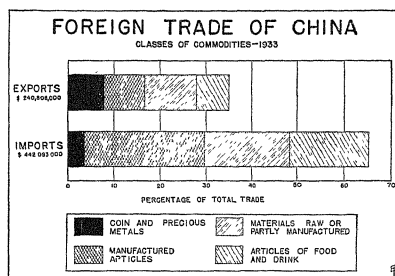 FOREIGN TRADE OF CHINA
CLASSES OF COMMODITIES—1933
EXPORTS
IMPORTS
0 10 20 30 40 50 60 70
PERCENTAGE OF TOTAL TRADE
COIN AND PRECIOUS METALS
MATERIALS RAW OR PARTLY MANUFACTURED
MANUFACTURED ARTICLES
ARTICLES OF FOOD AND DRINK